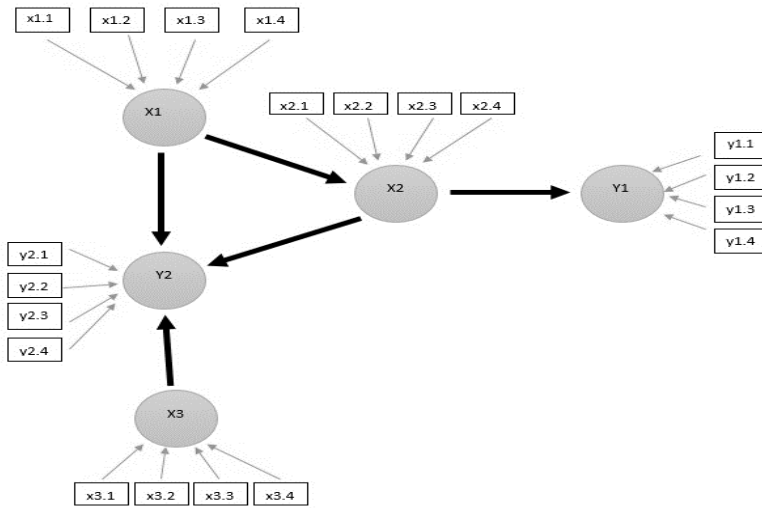 x1.1 x1.2 x1.3 x1.4
X1
x2.1 x2.2 x2.3 x2.4
X2
y1.1
y1.2
y1.3
y1.4
Y1
y2.1
y2.2
y2.3
y2.4
Y2
X3
x3.1 x3.2 x3.3 x3.4